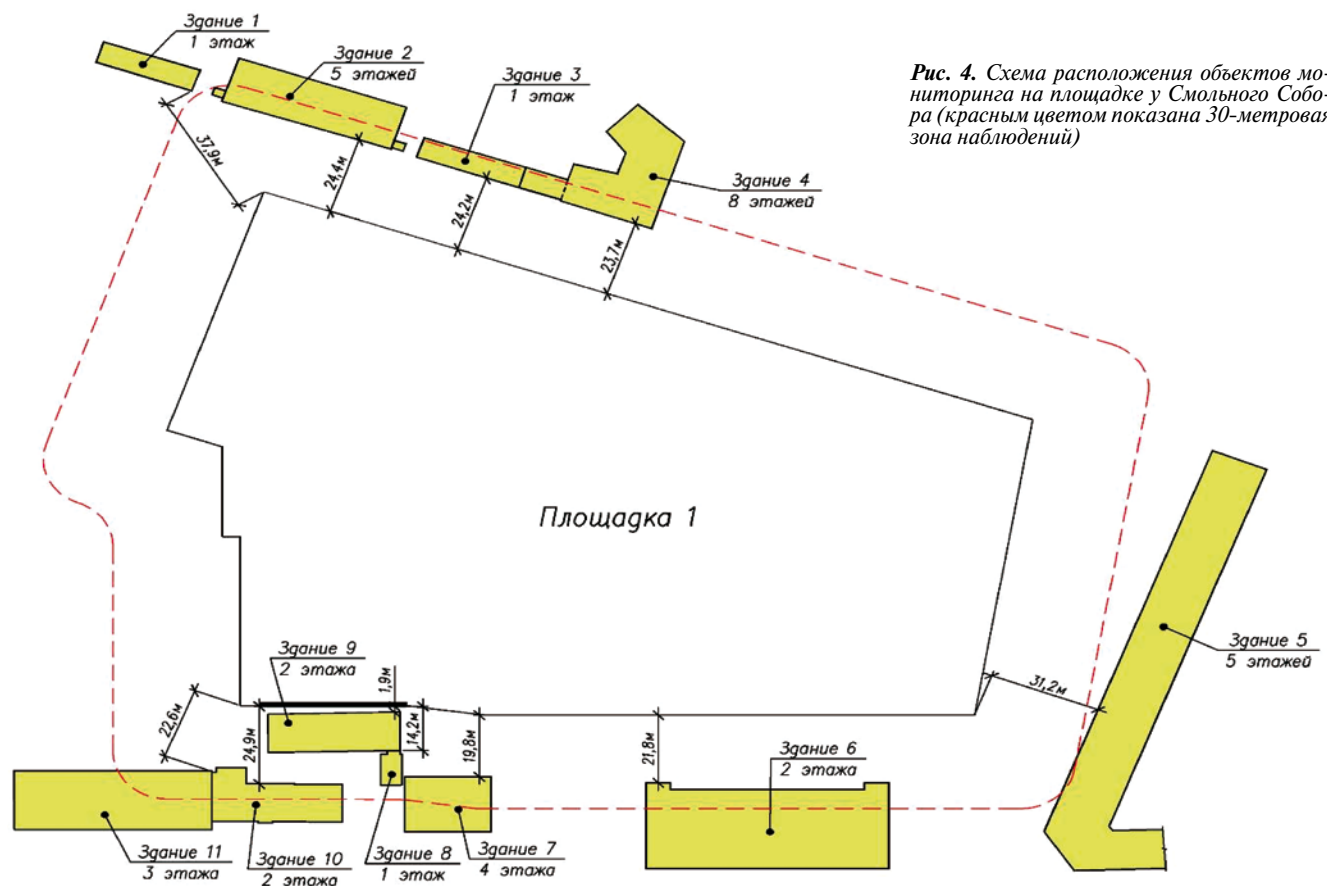 Здание 1
1 этаж
Здание 2
5 этажей
Здание 3
1 этаж
Рис. 4. Схема расположения объектов мо-
ниторинга на площадке у Смольного Собо-
ра (красным цветом показана 30-метровая
зона наблюдений)
Здание 4
8 этажей
37,9м
24,4м
24,2м
23,7м
Площадка 1
Здание 5
5 этажей
31,2м
Здание 9
2 этажа
1,9м
22,6м
24,9м
14,2м
19,8м
21,8м
Здание 6
2 этажа
Здание 11
3 этажа
Здание 10
2 этажа
Здание 8
1 этаж
Здание 7
4 этажа